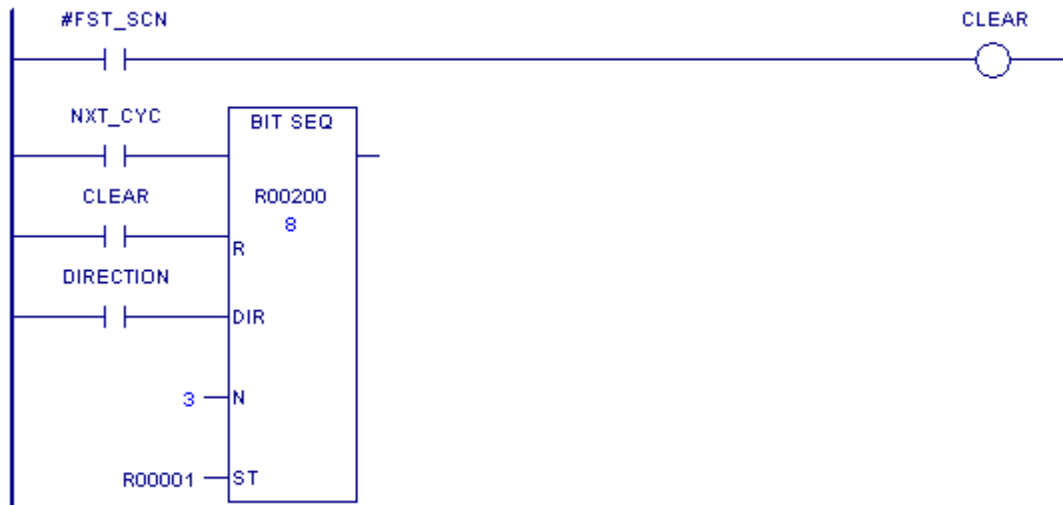 #FST_SCN CLEAR
NXT_CYC BIT SEQ
CLEAR R00200
8
R
DIRECTION
DIR
3 N
R00001 ST